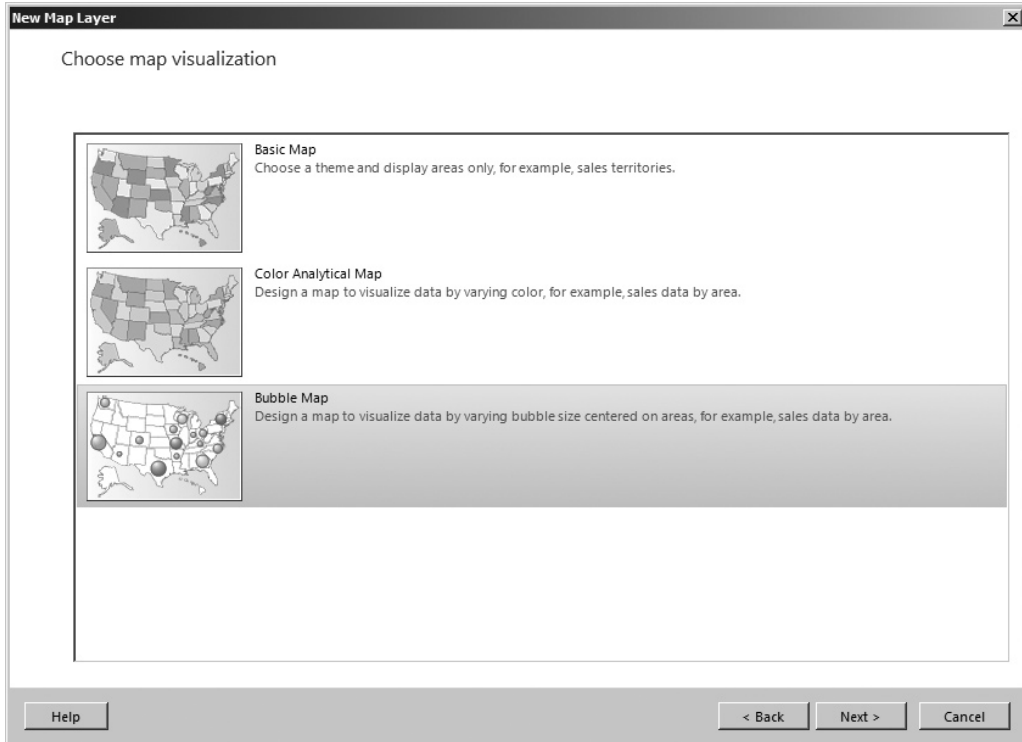 New Map Layer
Choose map visualization
Basic Map
Choose a theme and display areas only, for example, sales territories.
Color Analytical Map
Design a map to visualize data by varying color, for example, sales data by area.
Bubble Map
Design a map to visualize data by varying bubble size centered on areas, for example, sales data by area.
Help
< Back
Next >
Cancel